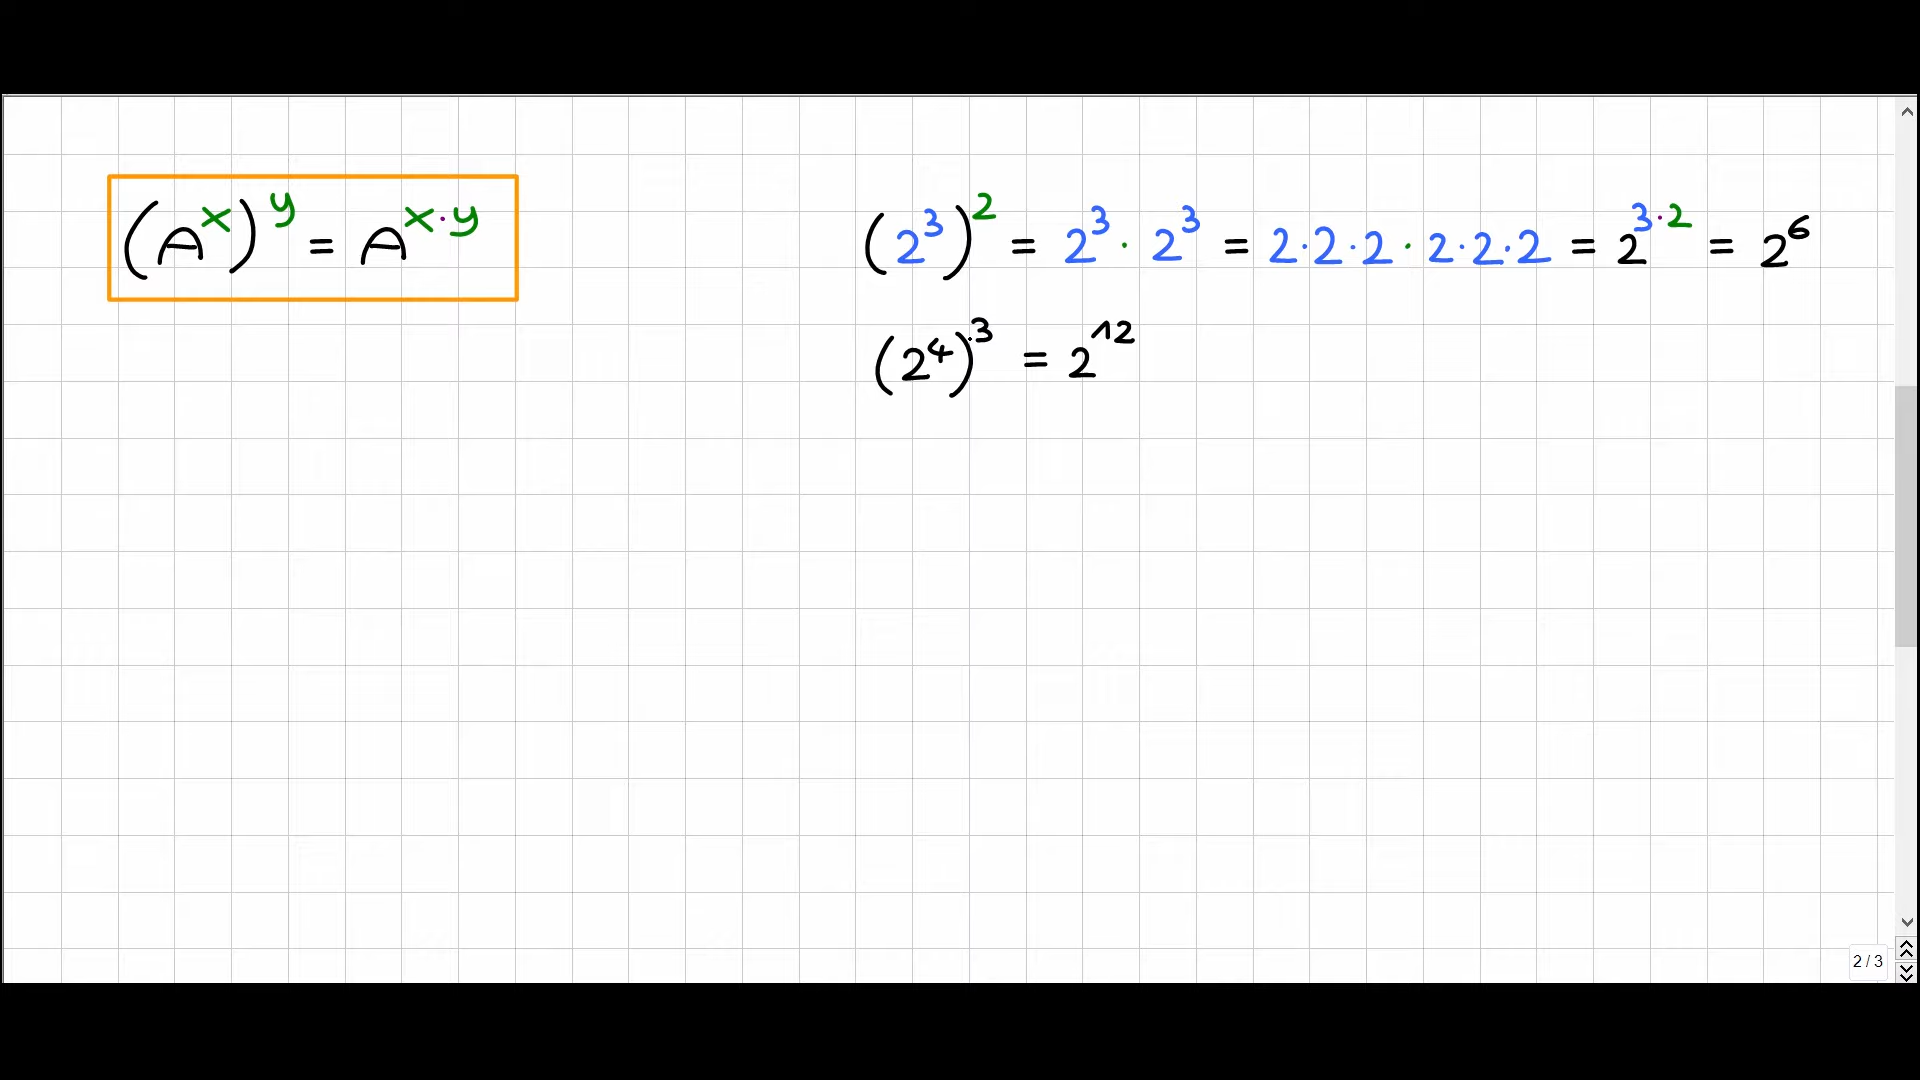 (A^x)^y = A^{x·y}
(2^3)^2 = 2^3 · 2^3 = 2·2·2·2·2·2 = 2^{3·2} = 2^6
(2^4)^{·3} = 2^{12}
2 / 3